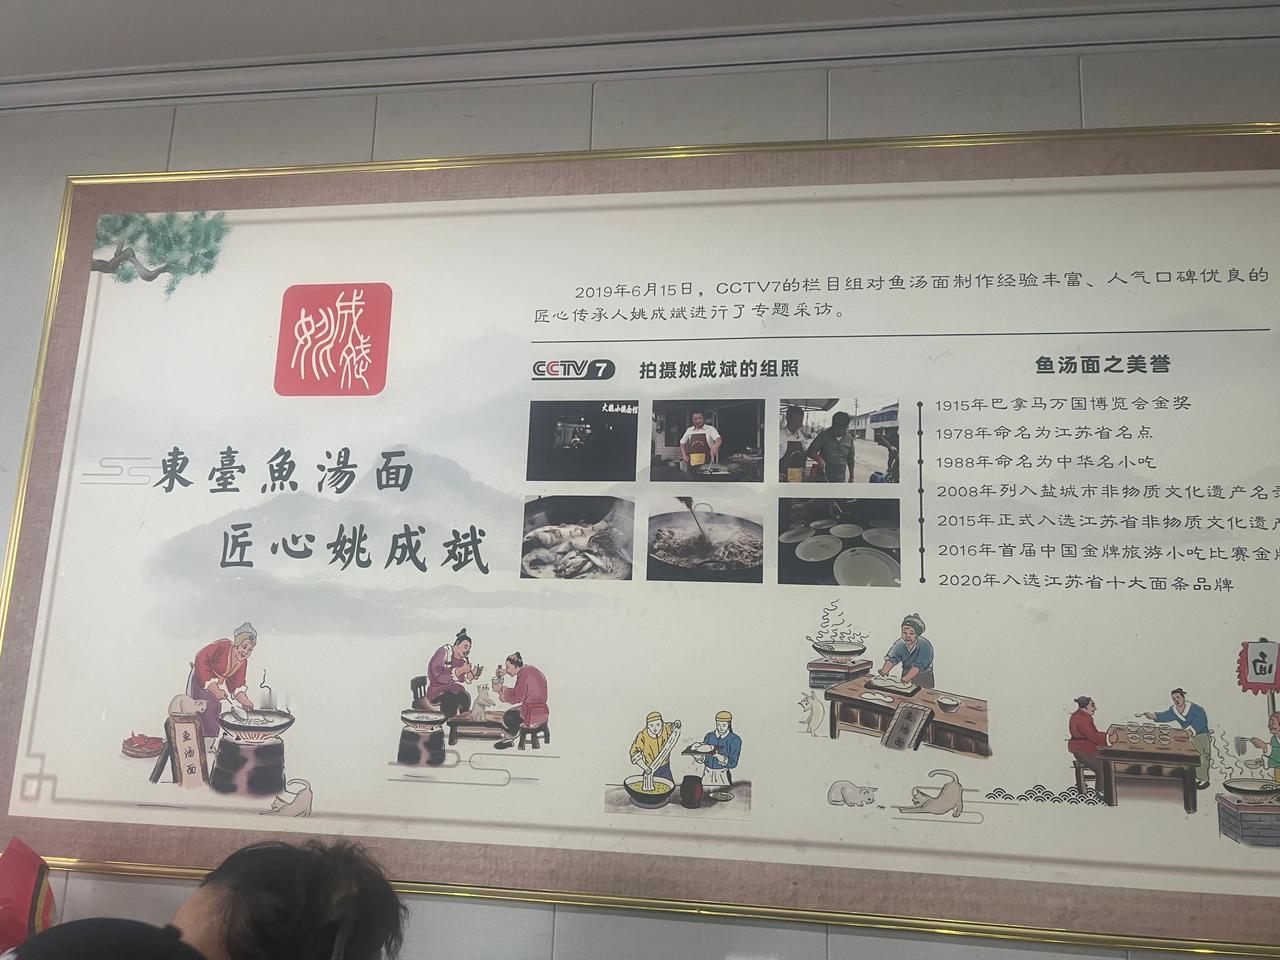 2019年6月15日，CCTV7的栏目组对鱼汤面制作经验丰富、人气口碑优良的
匠心传承人姚成斌进行了专题采访。
CCTV 7 拍摄姚成斌的组照
鱼汤面之美誉
1915年巴拿马万国博览会金奖
1978年命名为江苏省名点
1988年命名为中华名小吃
2008年列入盐城市非物质文化遗产名
2015年正式入选江苏省非物质文化遗产
2016年首届中国金牌旅游小吃比赛金
2020年入选江苏省十大面条品牌
東臺魚湯面
匠心姚成斌
鱼汤面
鱼汤面
面